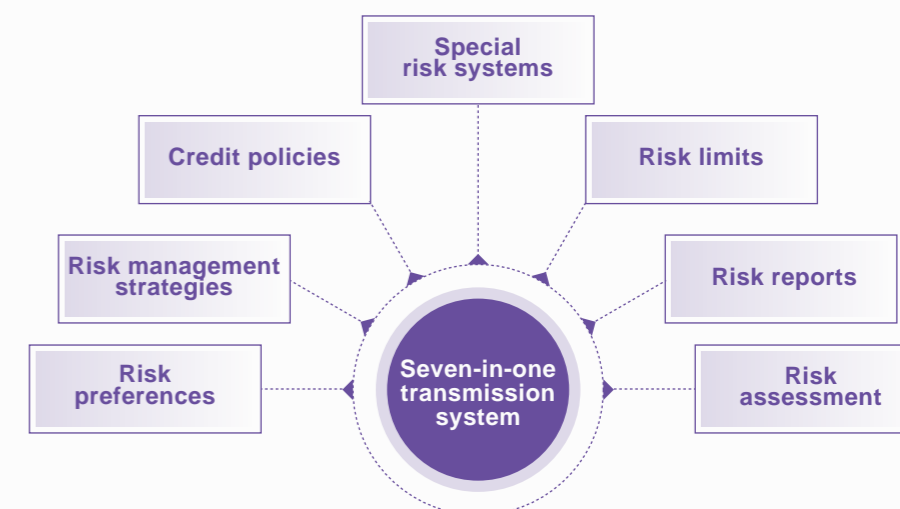 Special
risk systems
Credit policies
Risk limits
Risk management
strategies
Risk reports
Risk
preferences
Seven-in-one
transmission
system
Risk
assessment